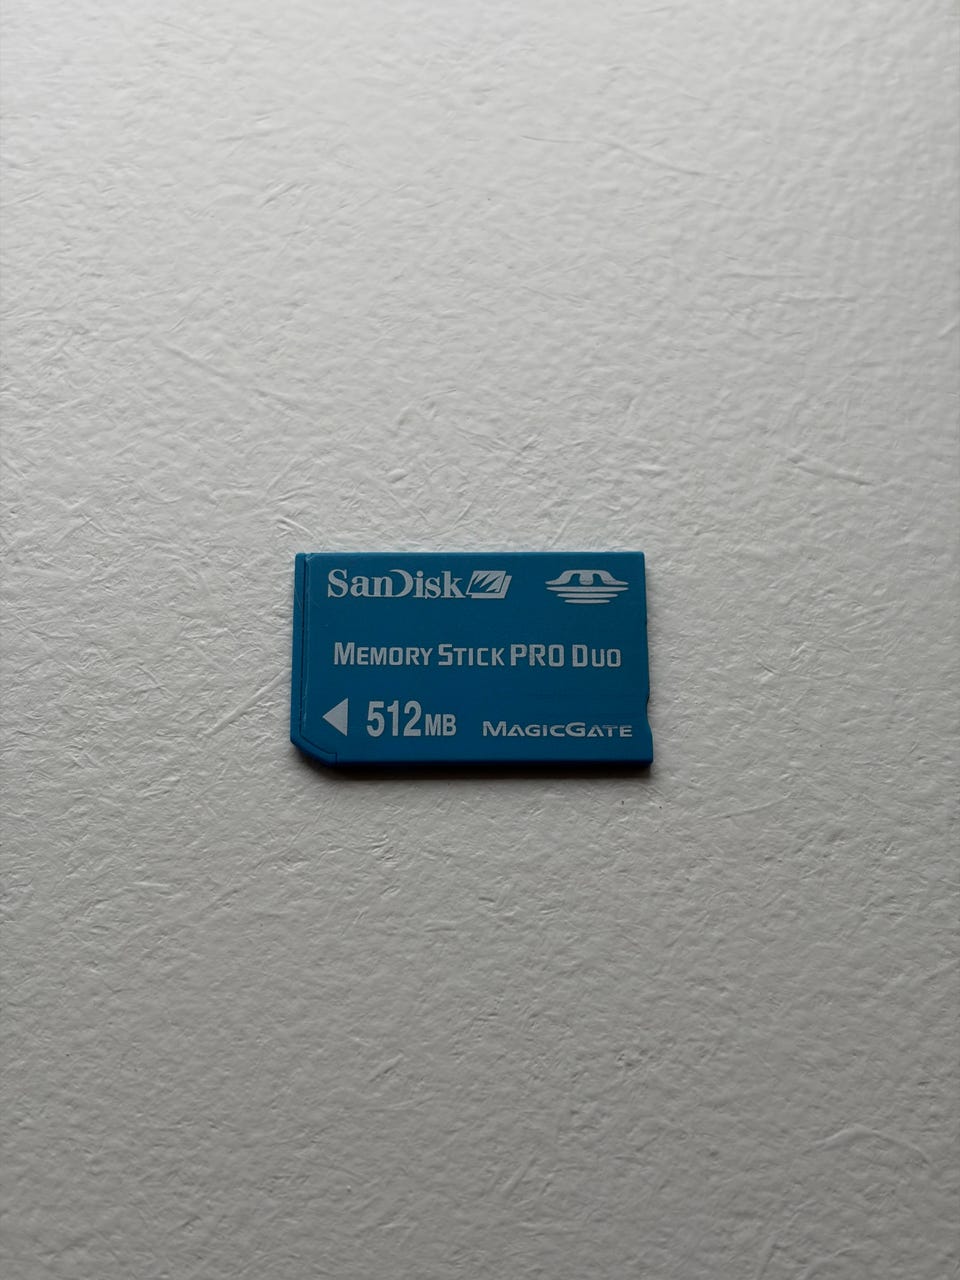 SanDisk
MEMORY STICK PRO DUO
512MB MAGICGATE